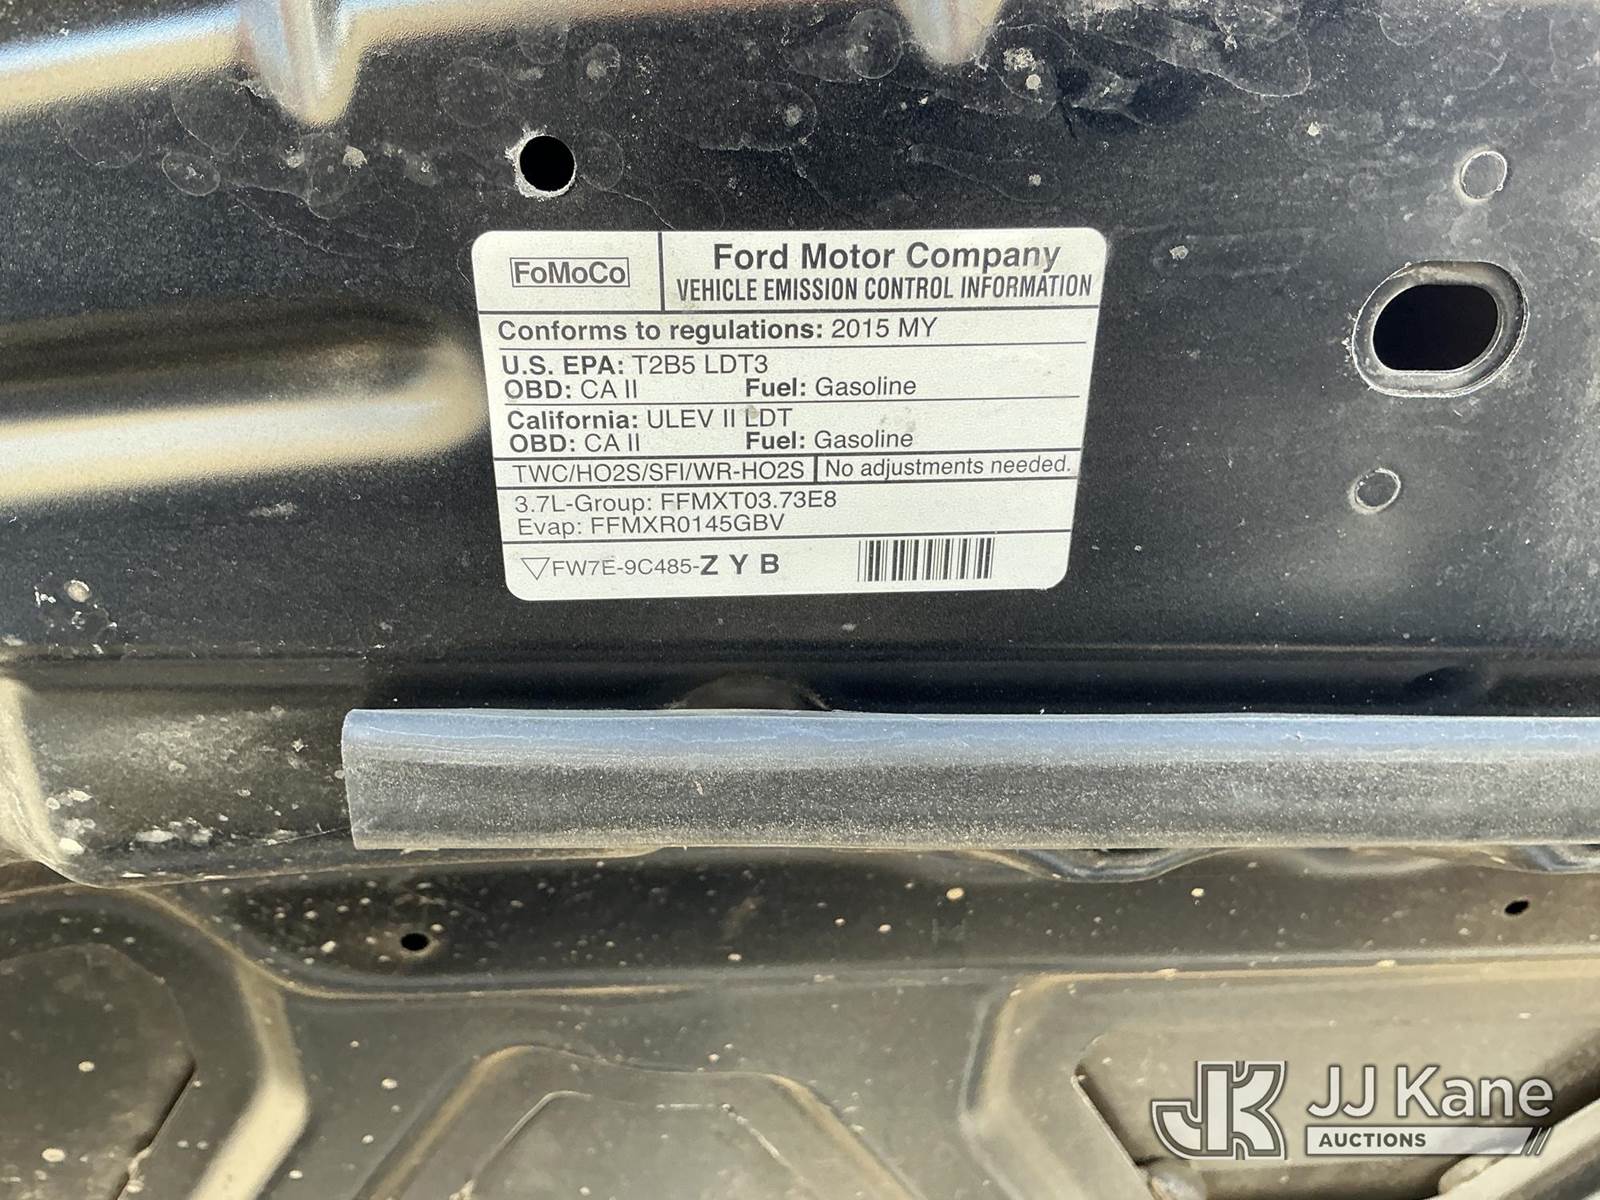 FoMoCo
Ford Motor Company
VEHICLE EMISSION CONTROL INFORMATION
Conforms to regulations: 2015 MY
U.S. EPA: T2B5 LDT3
OBD: CA II Fuel: Gasoline
California: ULEV II LDT
OBD: CA II Fuel: Gasoline
TWC/HO2S/SFI/WR-HO2S No adjustments needed.
3.7L-Group: FFMXT03.73E8
Evap: FFMXR0145GBV
FW7E-9C485-Z Y B
JK JJ Kane
AUCTIONS